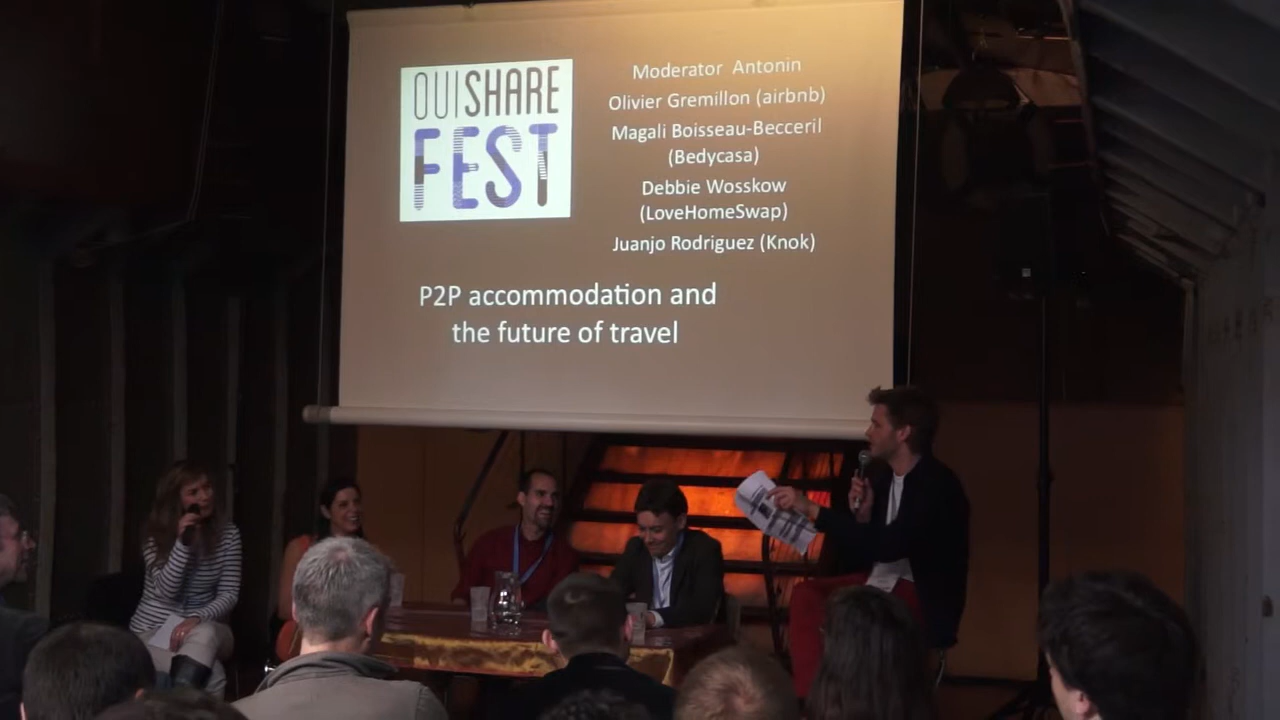 OUISHARE
FEST
Moderator Antonin
Olivier Gremillon (airbnb)
Magali Boisseau-Becceril
(Bedycasa)
Debbie Wosskow
(LoveHomeSwap)
Juanjo Rodriguez (Knok)
P2P accommodation and
the future of travel